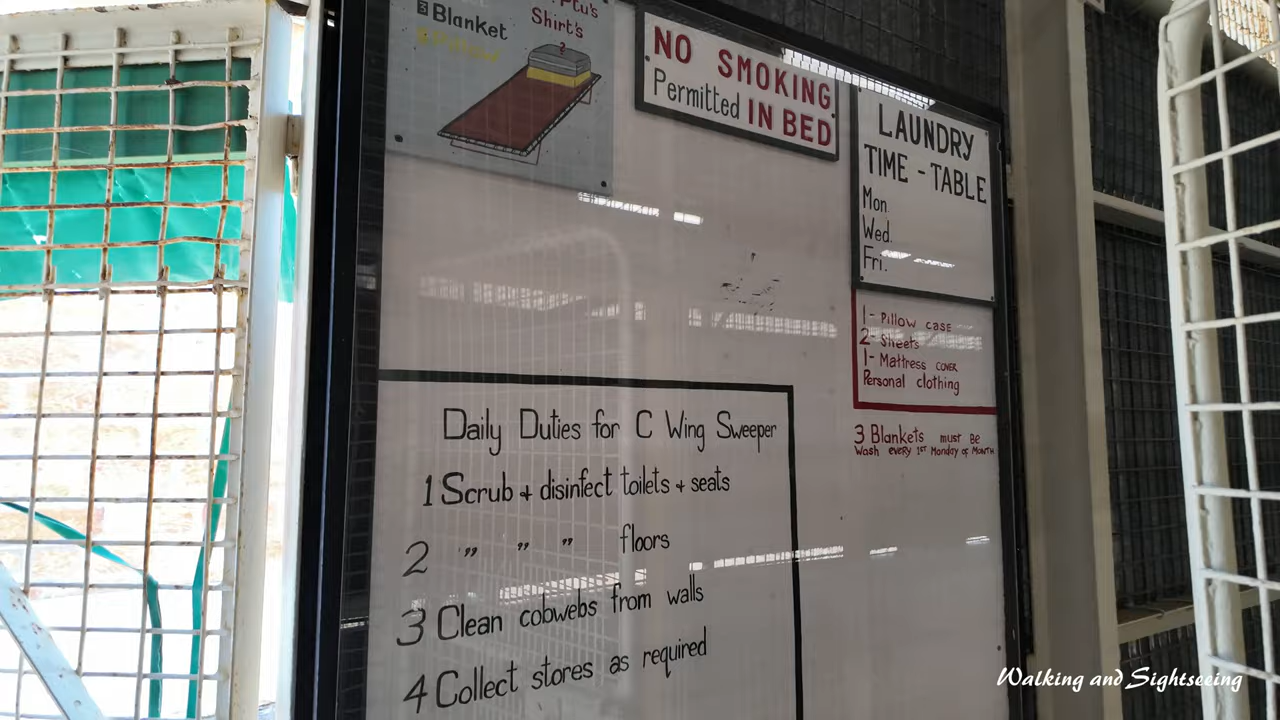 Blanket
Shirt's
2
NO SMOKING
Permitted IN BED
LAUNDRY
TIME - TABLE
Mon.
Wed.
Fri.
1- Pillow case
2- Sheets
1- Mattress cover
Personal clothing
3 Blankets must Be
Wash every 1ST Monday of Month
Daily Duties for C Wing Sweeper
1 Scrub + disinfect toilets + seats
2 " " " floors
3 Clean cobwebs from walls
4 Collect stores as required
Walking and Sightseeing